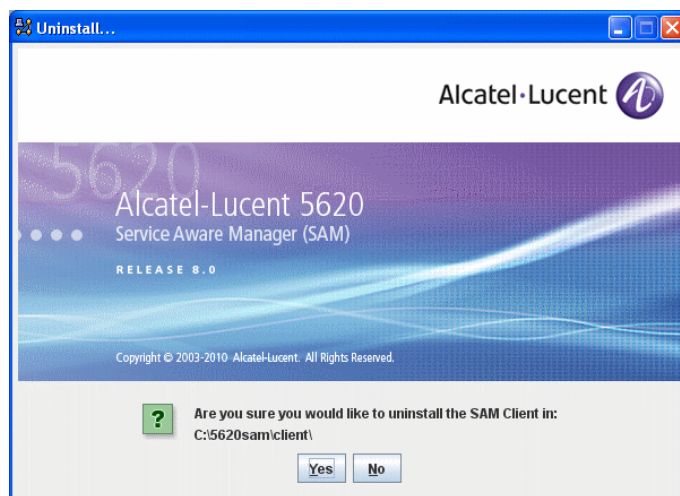 Uninstall...
Alcatel·Lucent
5620
Alcatel-Lucent 5620
Service Aware Manager (SAM)
RELEASE 8.0
Copyright © 2003-2010 Alcatel-Lucent. All Rights Reserved.
? Are you sure you would like to uninstall the SAM Client in:
C:\5620sam\client\
Yes No